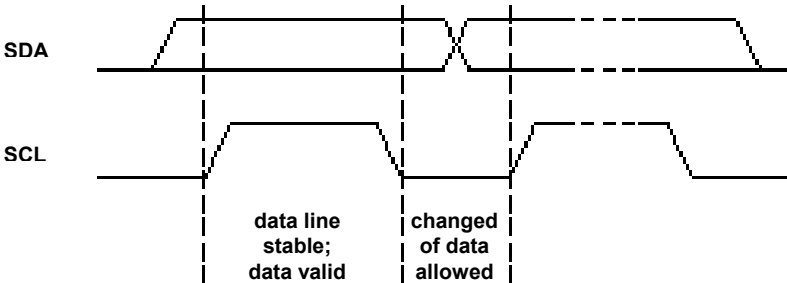 SDA
SCL
data line
stable;
data valid
changed
of data
allowed